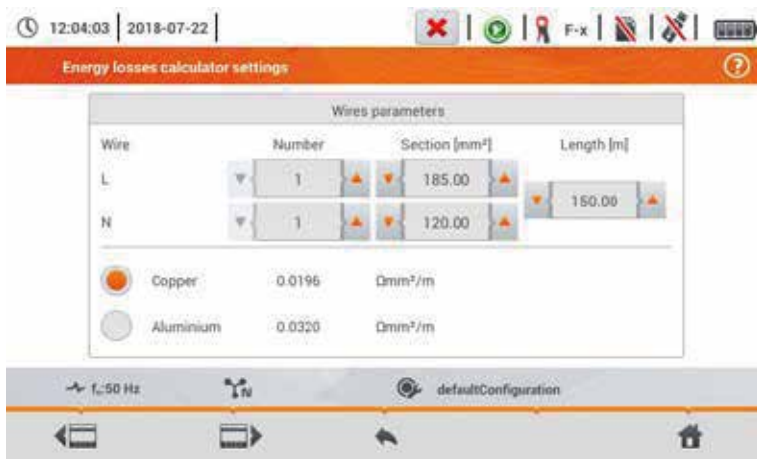 12:04:03 2018-07-22 F-x
Energy losses calculator settings ?
Wires parameters
Wire Number Section [mm²] Length [m]
L 1 185.00
150.00
N 1 120.00
Copper 0.0196 Ωmm²/m
Aluminium 0.0320 Ωmm²/m
fₙ:50 Hz N defaultConfiguration